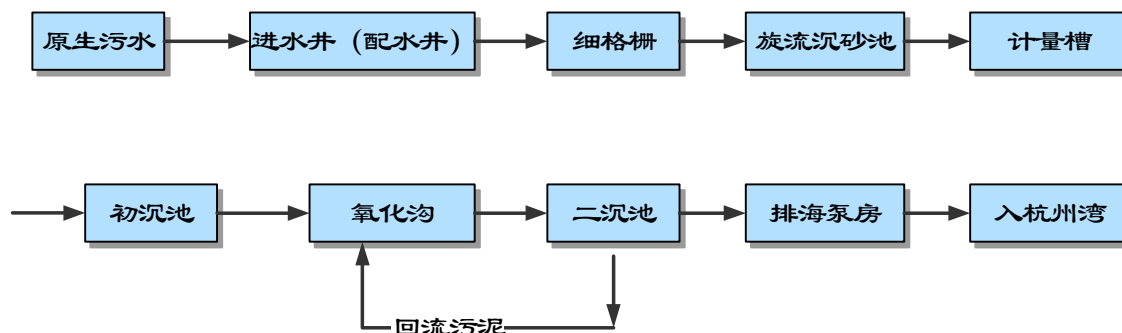 原生污水
进水井（配水井）
细格栅
旋流沉砂池
计量槽
初沉池
氧化沟
二沉池
排海泵房
入杭州湾
回流污泥